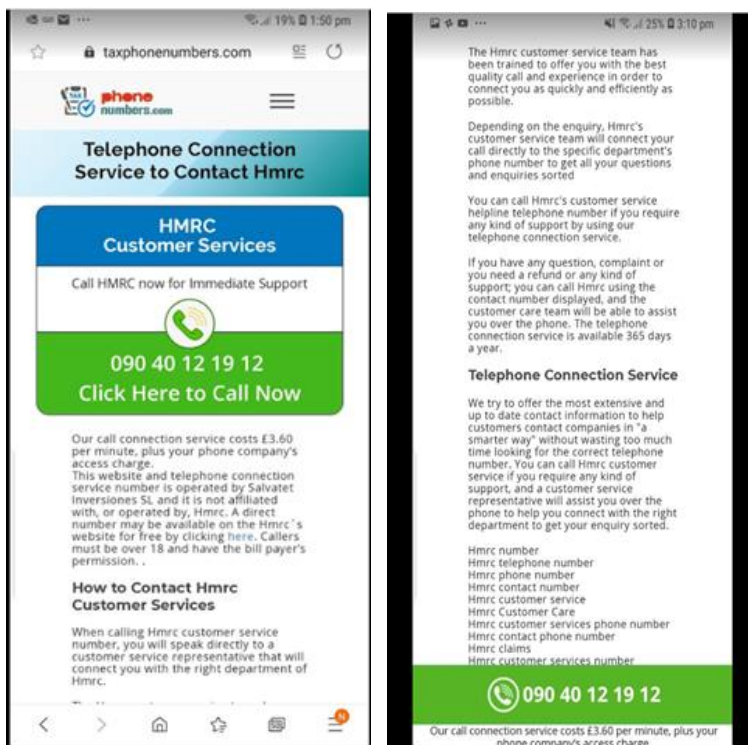 19% 1:50 pm
taxphonenumbers.com
TAX
phone
numbers.com
Telephone Connection
Service to Contact Hmrc
HMRC
Customer Services
Call HMRC now for Immediate Support
090 40 12 19 12
Click Here to Call Now
Our call connection service costs £3.60
per minute, plus your phone company's
access charge.
This website and telephone connection
service number is operated by Salvatet
Inversiones SL and it is not affiliated
with, or operated by, Hmrc. A direct
number may be available on the Hmrc´s
website for free by clicking here. Callers
must be over 18 and have the bill payer's
permission. .
How to Contact Hmrc
Customer Services
When calling Hmrc customer service
number, you will speak directly to a
customer service representative that will
connect you with the right department of
Hmrc.
N
25% 3:10 pm
The Hmrc customer service team has
been trained to offer you with the best
quality call and experience in order to
connect you as quickly and efficiently as
possible.
Depending on the enquiry, Hmrc's
customer service team will connect your
call directly to the specific department's
phone number to get all your questions
and enquiries sorted
You can call Hmrc's customer service
helpline telephone number if you require
any kind of support by using our
telephone connection service.
If you have any question, complaint or
you need a refund or any kind of
support; you can call Hmrc using the
contact number displayed, and the
customer care team will be able to assist
you over the phone. The telephone
connection service is available 365 days
a year.
Telephone Connection Service
We try to offer the most extensive and
up to date contact information to help
customers contact companies in "a
smarter way" without wasting too much
time looking for the correct telephone
number. You can call Hmrc customer
service if you require any kind of
support, and a customer service
representative will assist you over the
phone to help you connect with the right
department to get your enquiry sorted.
Hmrc number
Hmrc telephone number
Hmrc phone number
Hmrc contact number
Hmrc customer service
Hmrc Customer Care
Hmrc customer services phone number
Hmrc contact phone number
Hmrc claims
Hmrc customer services number
090 40 12 19 12
Our call connection service costs £3.60 per minute, plus your
phone company's access charge